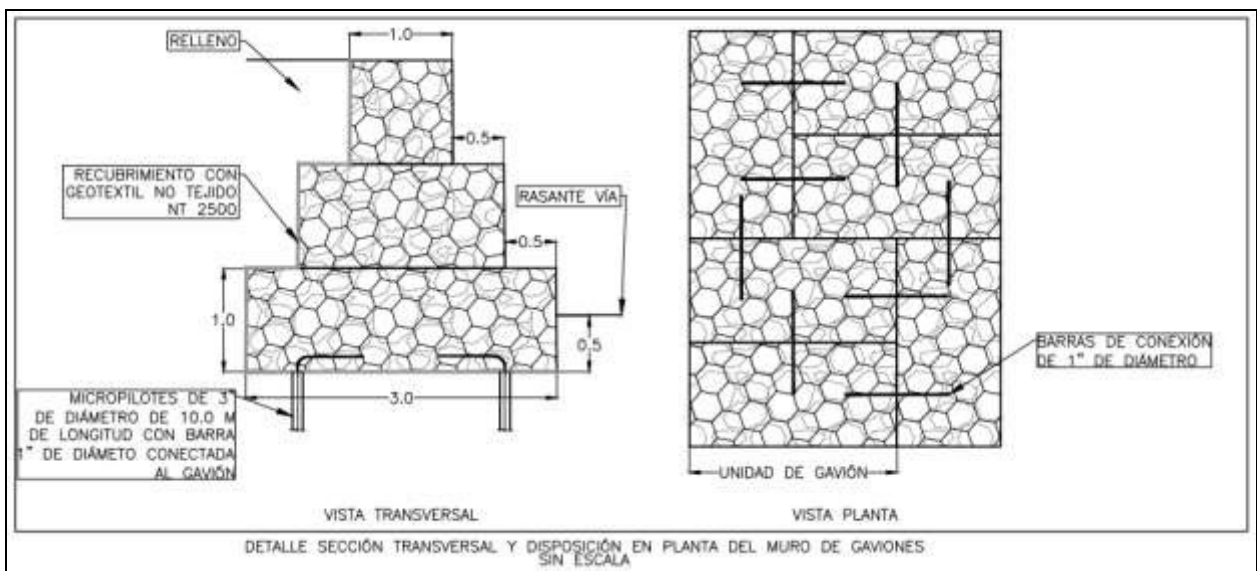 RELLENO
1.0
0.5
RECUBRIMIENTO CON
GEOTEXTIL NO TEJIDO
NT 2500
RASANTE VÍA
0.5
1.0
0.5
3.0
MICROPILOTES DE 3"
DE DIÁMETRO DE 10.0 M
DE LONGITUD CON BARRA
1" DE DIÁMETO CONECTADA
AL GAVIÓN
BARRAS DE CONEXIÓN
DE 1" DE DIÁMETRO
UNIDAD DE GAVIÓN
VISTA TRANSVERSAL
VISTA PLANTA
DETALLE SECCIÓN TRANSVERSAL Y DISPOSICIÓN EN PLANTA DEL MURO DE GAVIONES
SIN ESCALA